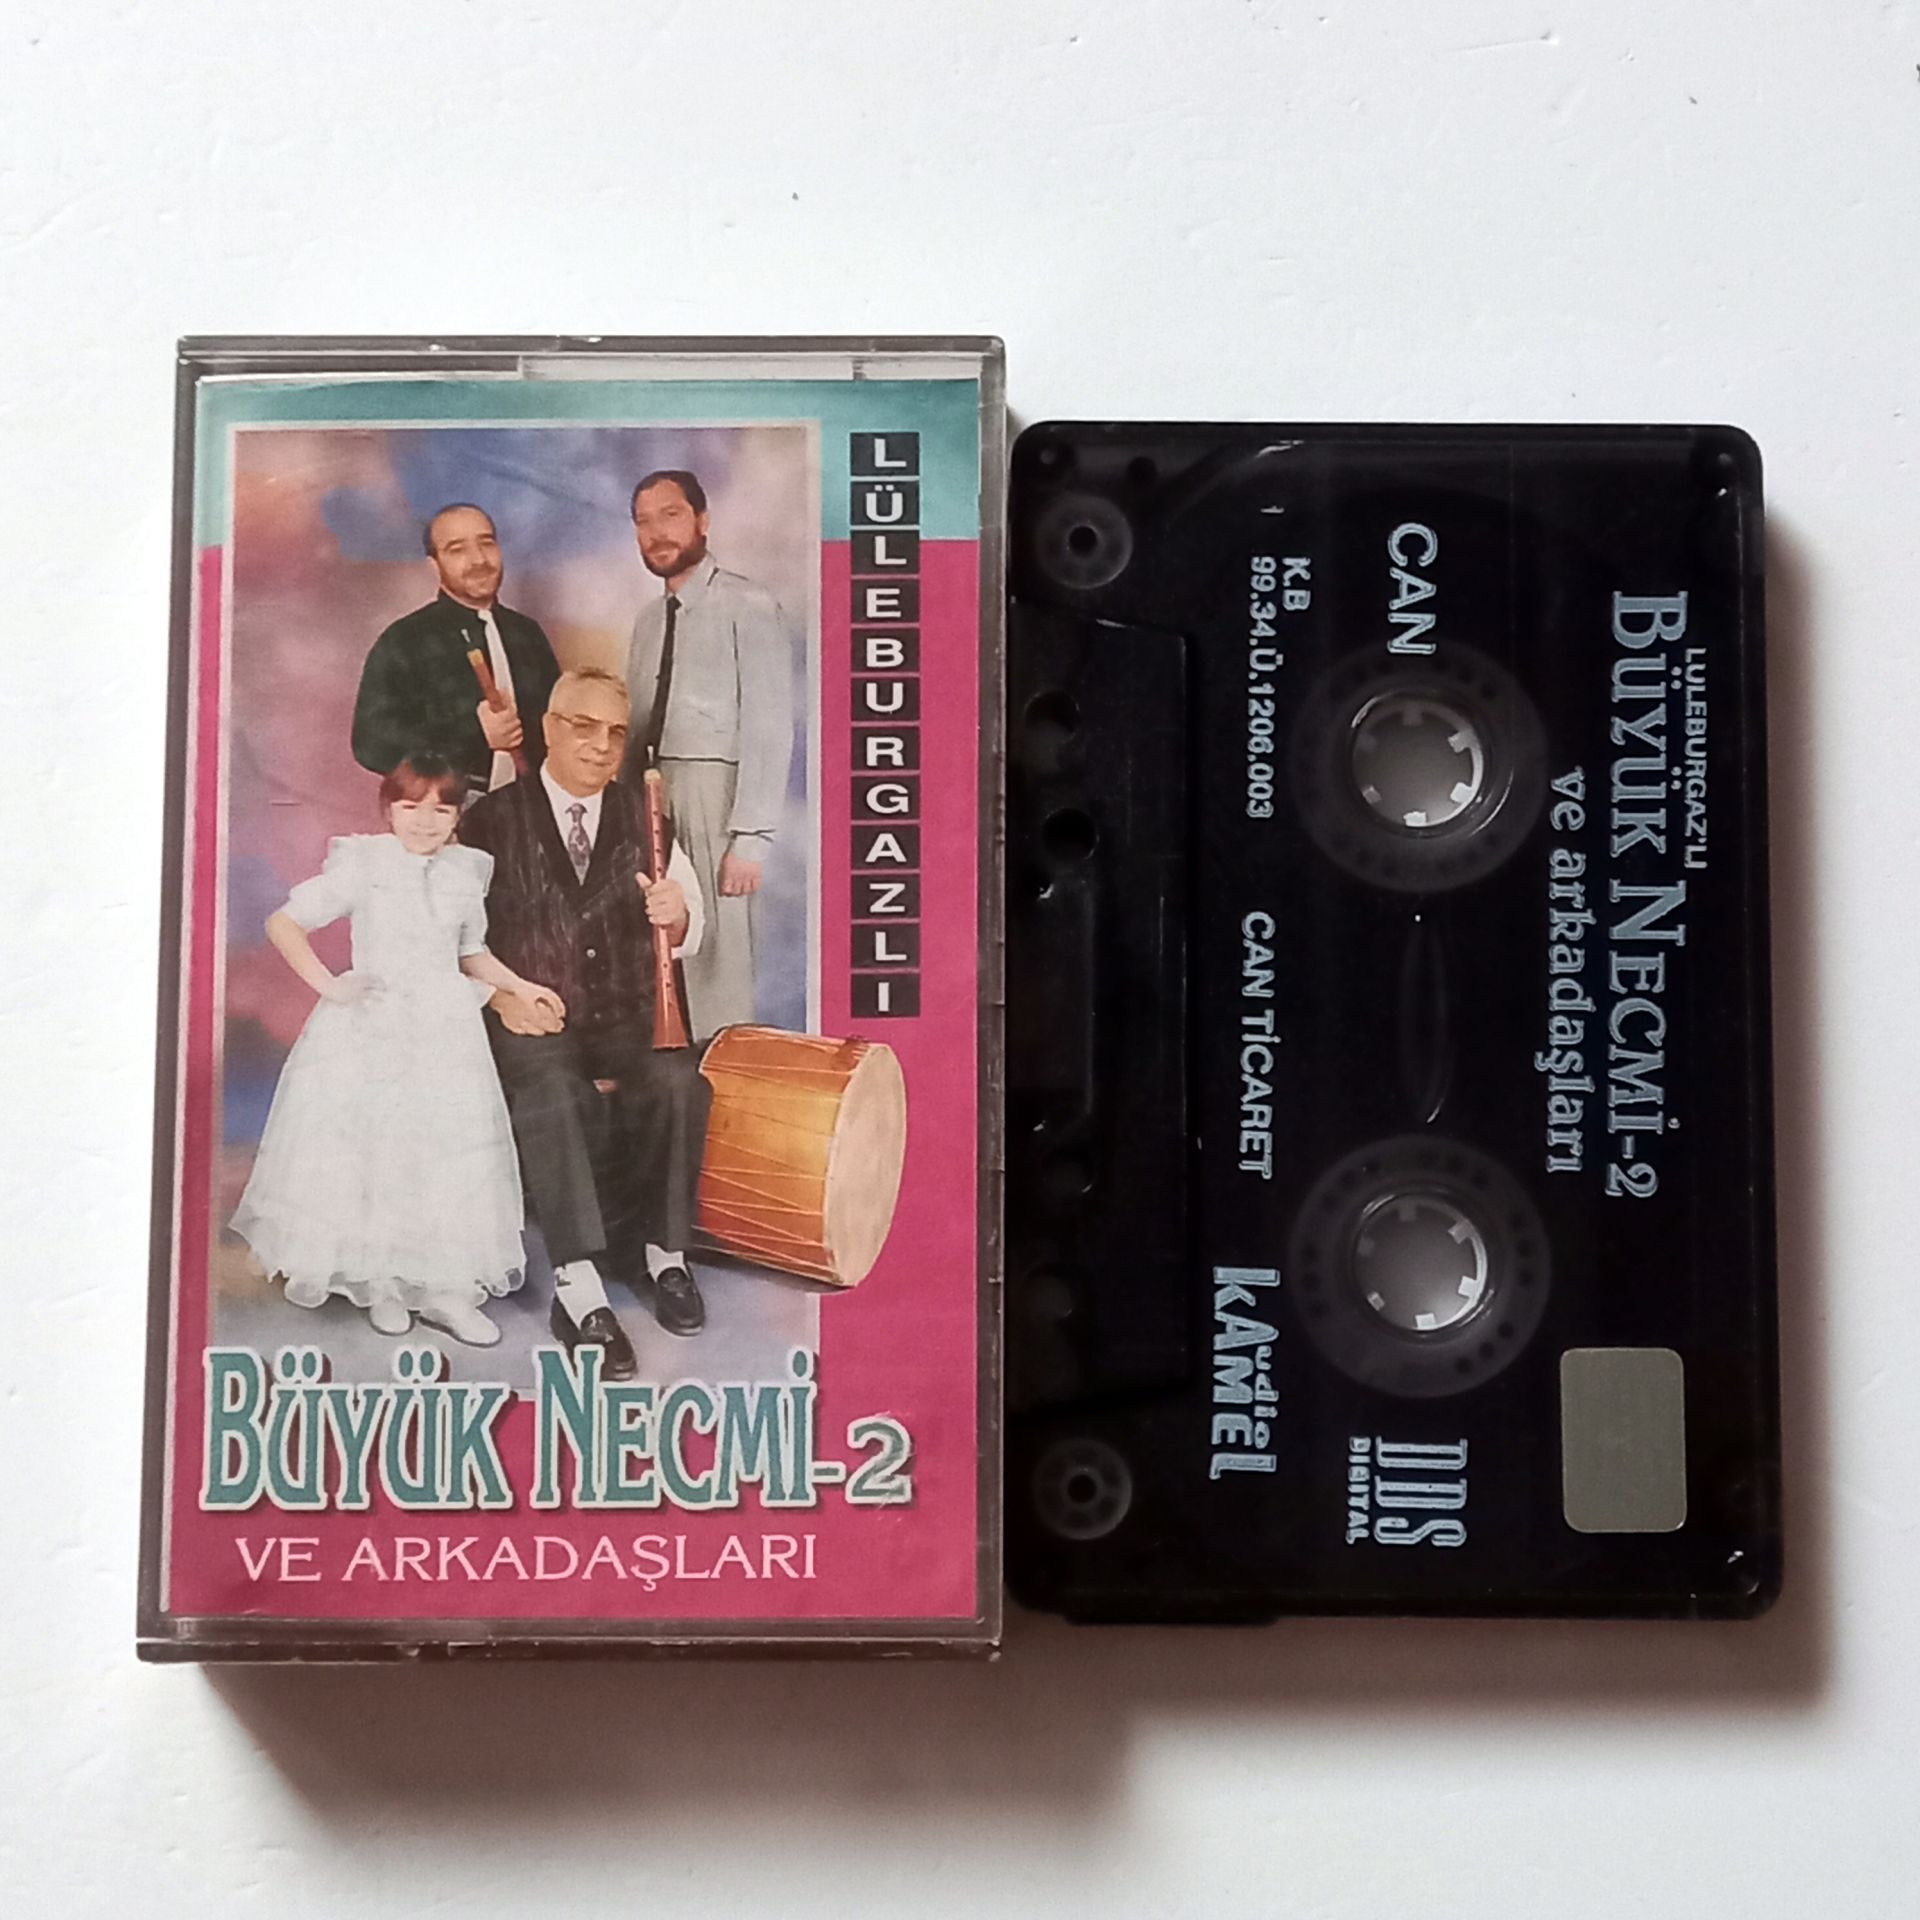 LÜLEBURGAZLI
BÜYÜK NECMİ-2
VE ARKADAŞLARI
LÜLEBURGAZ'LI
BÜYÜK NECMİ-2
ve arkadaşları
CAN
1
K.B
99.34.Ü.1206.003
CAN TİCARET
AUDIO
KAMEL
DDS
DIGITAL